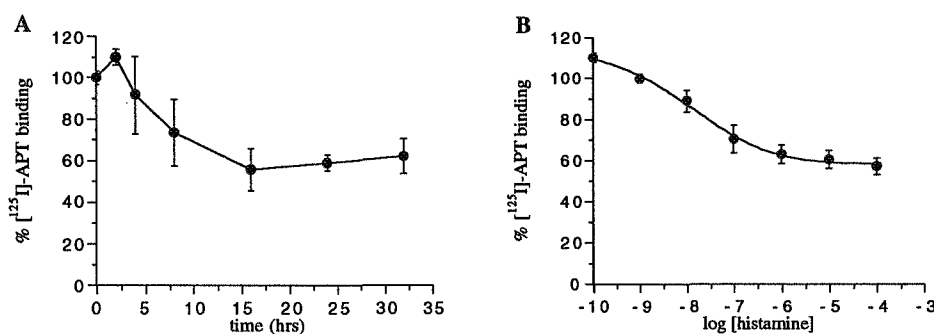 A
% [¹²⁵I]-APT binding
120
100
80
60
40
20
0
0 5 10 15 20 25 30 35
time (hrs)
B
% [¹²⁵I]-APT binding
120
100
80
60
40
20
0
-10 -9 -8 -7 -6 -5 -4 -3
log [histamine]